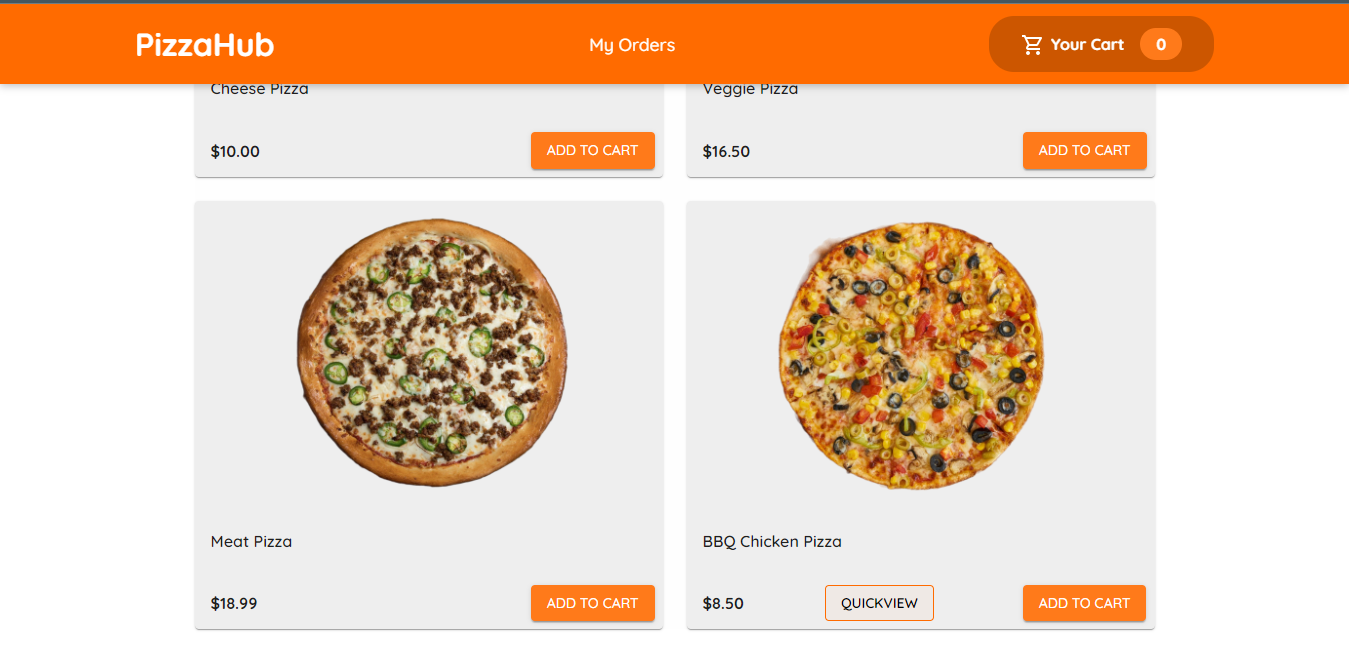 PizzaHub
My Orders
Your Cart 0
Cheese Pizza
$10.00
ADD TO CART
Veggie Pizza
$16.50
ADD TO CART
Meat Pizza
$18.99
ADD TO CART
BBQ Chicken Pizza
$8.50
QUICKVIEW
ADD TO CART